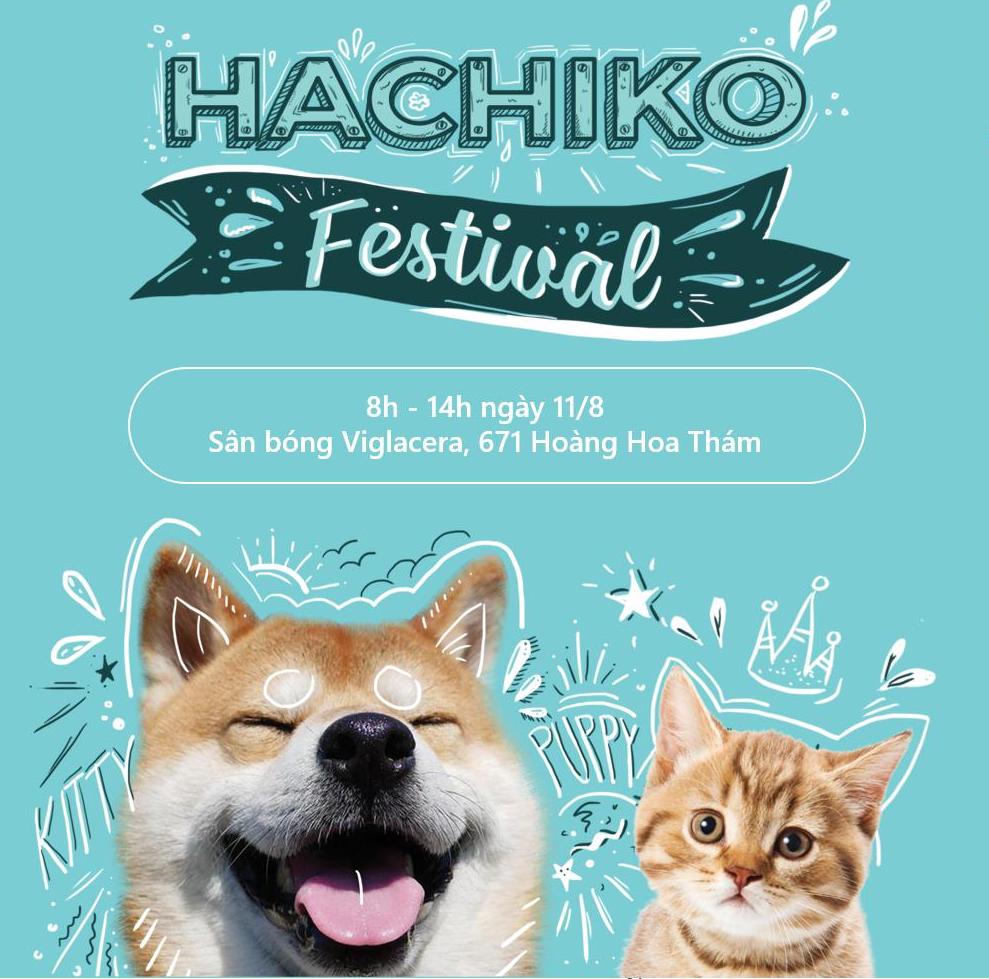 HACHIKO
Festival
8h - 14h ngày 11/8
Sân bóng Viglacera, 671 Hoàng Hoa Thám
PUPPY
KITTY